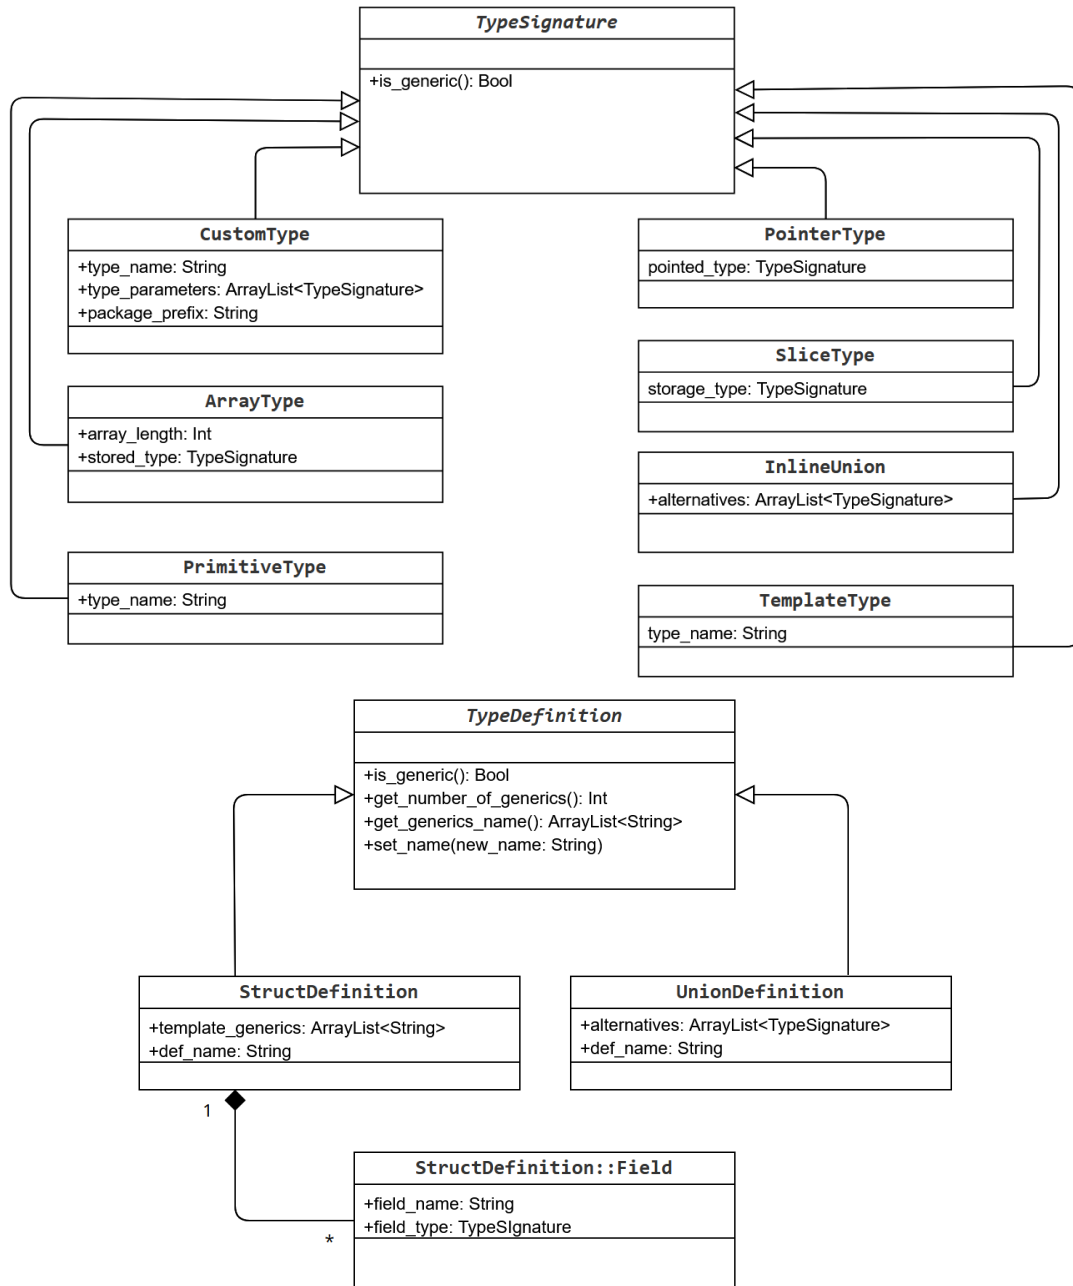 TypeSignature
+is_generic(): Bool
CustomType
+type_name: String
+type_parameters: ArrayList<TypeSignature>
+package_prefix: String
ArrayType
+array_length: Int
+stored_type: TypeSignature
PrimitiveType
+type_name: String
PointerType
pointed_type: TypeSignature
SliceType
storage_type: TypeSignature
InlineUnion
+alternatives: ArrayList<TypeSignature>
TemplateType
type_name: String
TypeDefinition
+is_generic(): Bool
+get_number_of_generics(): Int
+get_generics_name(): ArrayList<String>
+set_name(new_name: String)
StructDefinition
+template_generics: ArrayList<String>
+def_name: String
UnionDefinition
+alternatives: ArrayList<TypeSignature>
+def_name: String
1
StructDefinition::Field
+field_name: String
+field_type: TypeSIgnature
*